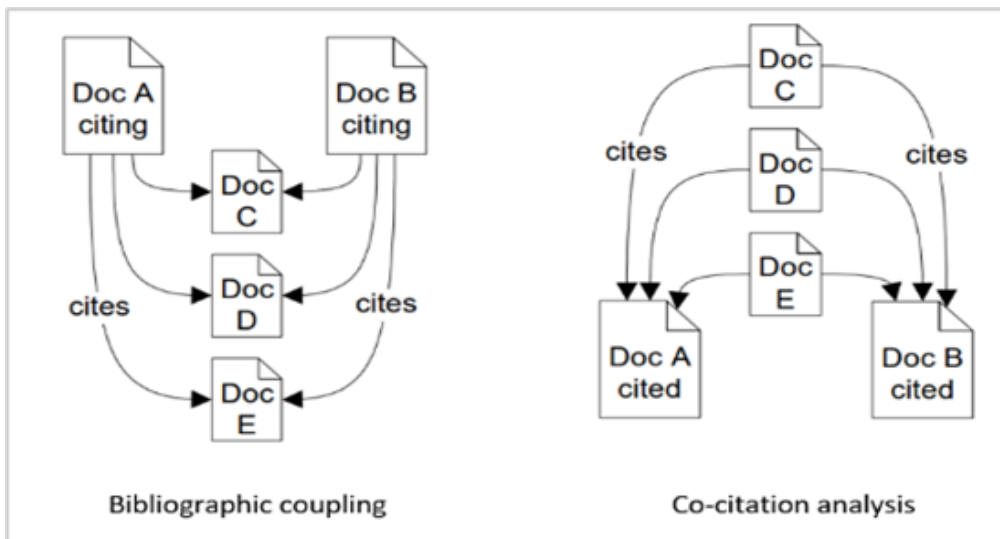 Doc A
citing
Doc B
citing
Doc
C
Doc
D
cites
cites
Doc
E
Bibliographic coupling
Doc
C
cites
cites
Doc
D
Doc
E
Doc A
cited
Doc B
cited
Co-citation analysis